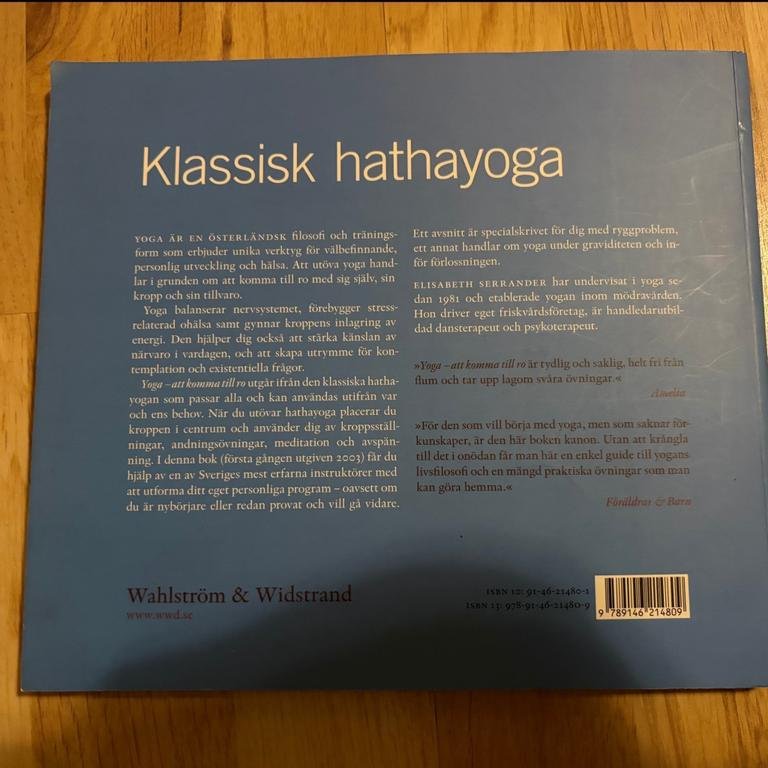 Klassisk hathayoga
YOGA ÄR EN ÖSTERLÄNDSK filosofi och tränings-
form som erbjuder unika verktyg för välbefinnande,
personlig utveckling och hälsa. Att utöva yoga hand-
lar i grunden om att komma till ro med sig själv, sin
kropp och sin tillvaro.
Yoga balanserar nervsystemet, förebygger stress-
relaterad ohälsa samt gynnar kroppens inlagring av
energi. Den hjälper dig också att stärka känslan av
närvaro i vardagen, och att skapa utrymme för kon-
templation och existentiella frågor.
Yoga – att komma till ro utgår ifrån den klassiska hatha-
yogan som passar alla och kan användas utifrån var
och ens behov. När du utövar hathayoga placerar du
kroppen i centrum och använder dig av kroppsställ-
ningar, andningsövningar, meditation och avspän-
ning. I denna bok (första gången utgiven 2003) får du
hjälp av en av Sveriges mest erfarna instruktörer med
att utforma ditt eget personliga program – oavsett om
du är nybörjare eller redan provat och vill gå vidare.
Ett avsnitt är specialskrivet för dig med ryggproblem,
ett annat handlar om yoga under graviditeten och in-
för förlossningen.
ELISABETH SERRANDER har undervisat i yoga se-
dan 1981 och etablerade yogan inom mödravården.
Hon driver eget friskvårdsföretag, är handledarutbil-
dad dansterapeut och psykoterapeut.
»Yoga – att komma till ro är tydlig och saklig, helt fri från
flum och tar upp lagom svåra övningar.«
Amelia
»För den som vill börja med yoga, men som saknar för-
kunskaper, är den här boken kanon. Utan att krångla
till det i onödan får man här en enkel guide till yogans
livsfilosofi och en mängd praktiska övningar som man
kan göra hemma.«
Föräldrar & Barn
Wahlström & Widstrand
www.wwd.se
ISBN 10: 91-46-21480-1
ISBN 13: 978-91-46-21480-9
9 789146 214809